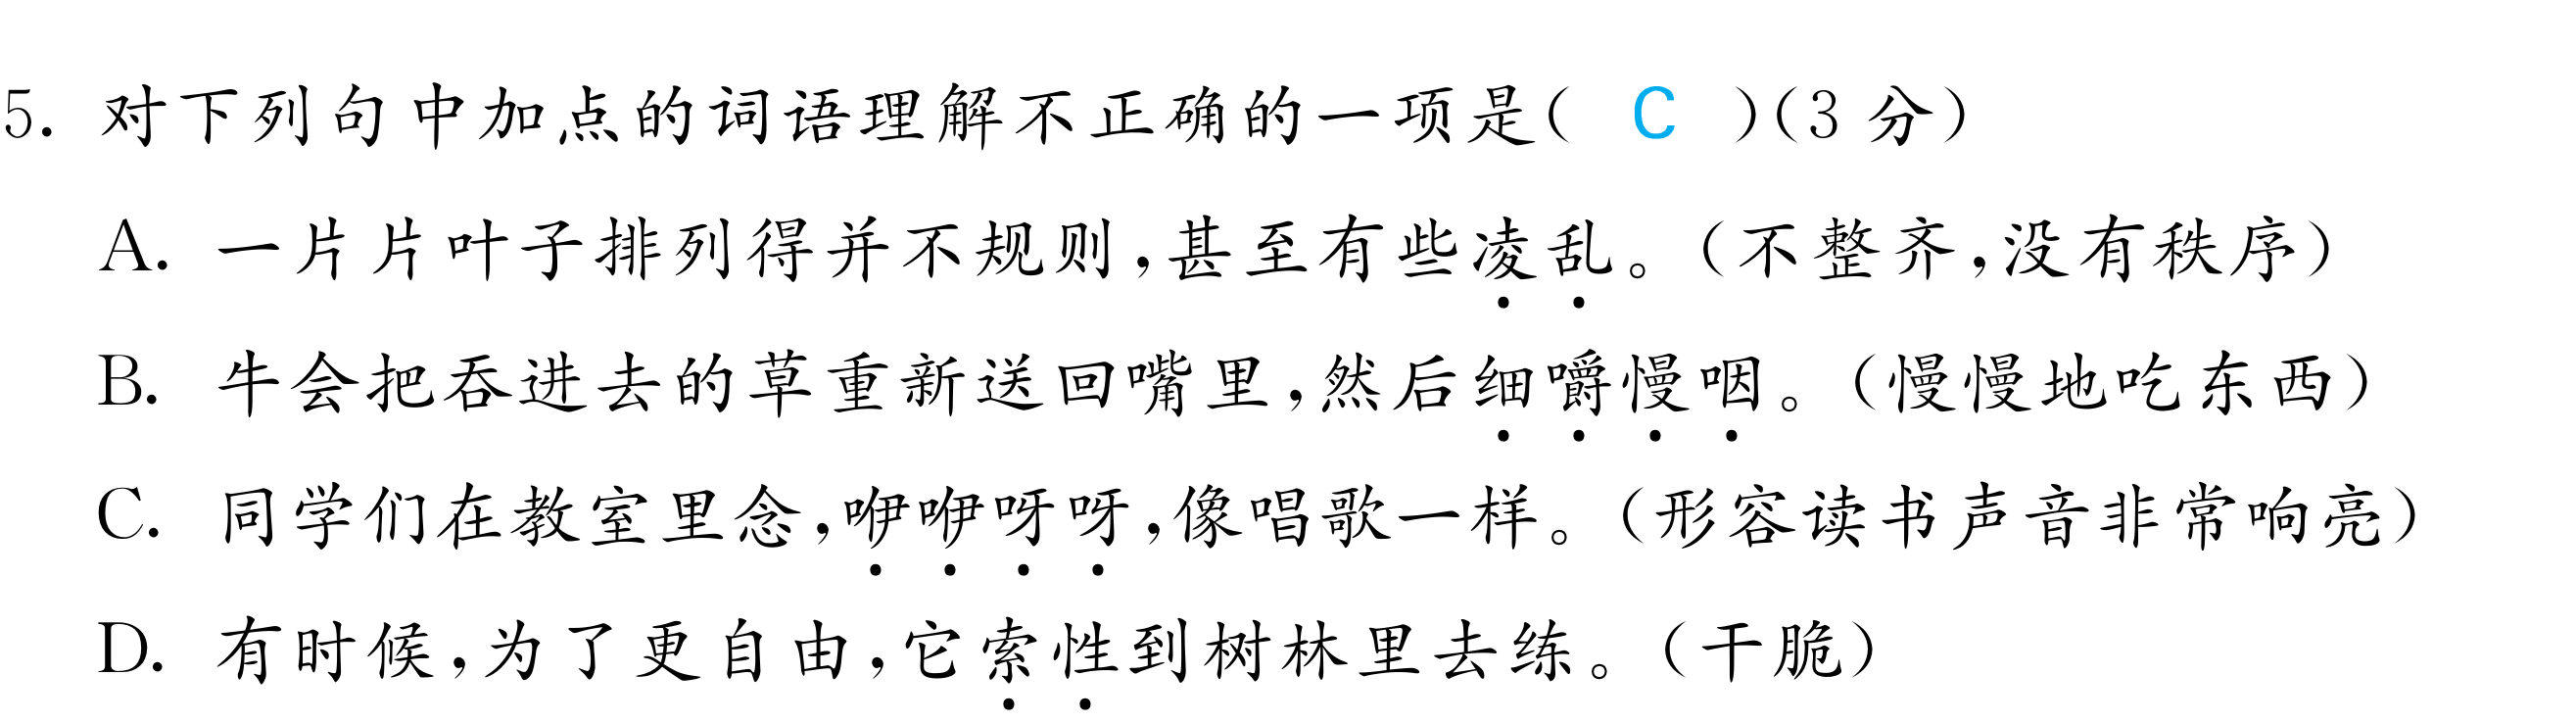 5. 对下列句中加点的词语理解不正确的一项是( C )(3 分)
A. 一片片叶子排列得并不规则,甚至有些凌乱。(不整齐,没有秩序)
B. 牛会把吞进去的草重新送回嘴里,然后细嚼慢咽。(慢慢地吃东西)
C. 同学们在教室里念,咿咿呀呀,像唱歌一样。(形容读书声音非常响亮)
D. 有时候,为了更自由,它索性到树林里去练。(干脆)